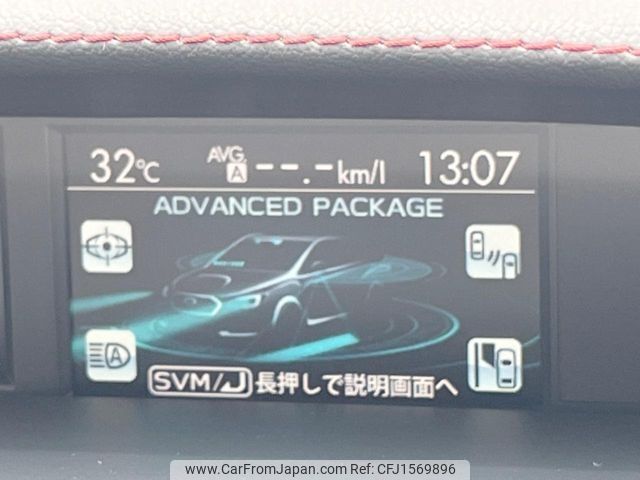 32℃ AVG. A --.-km/l 13:07
ADVANCED PACKAGE
A
SVM/ 長押しで説明画面へ
www.CarFromJapan.com - CFJ1569896